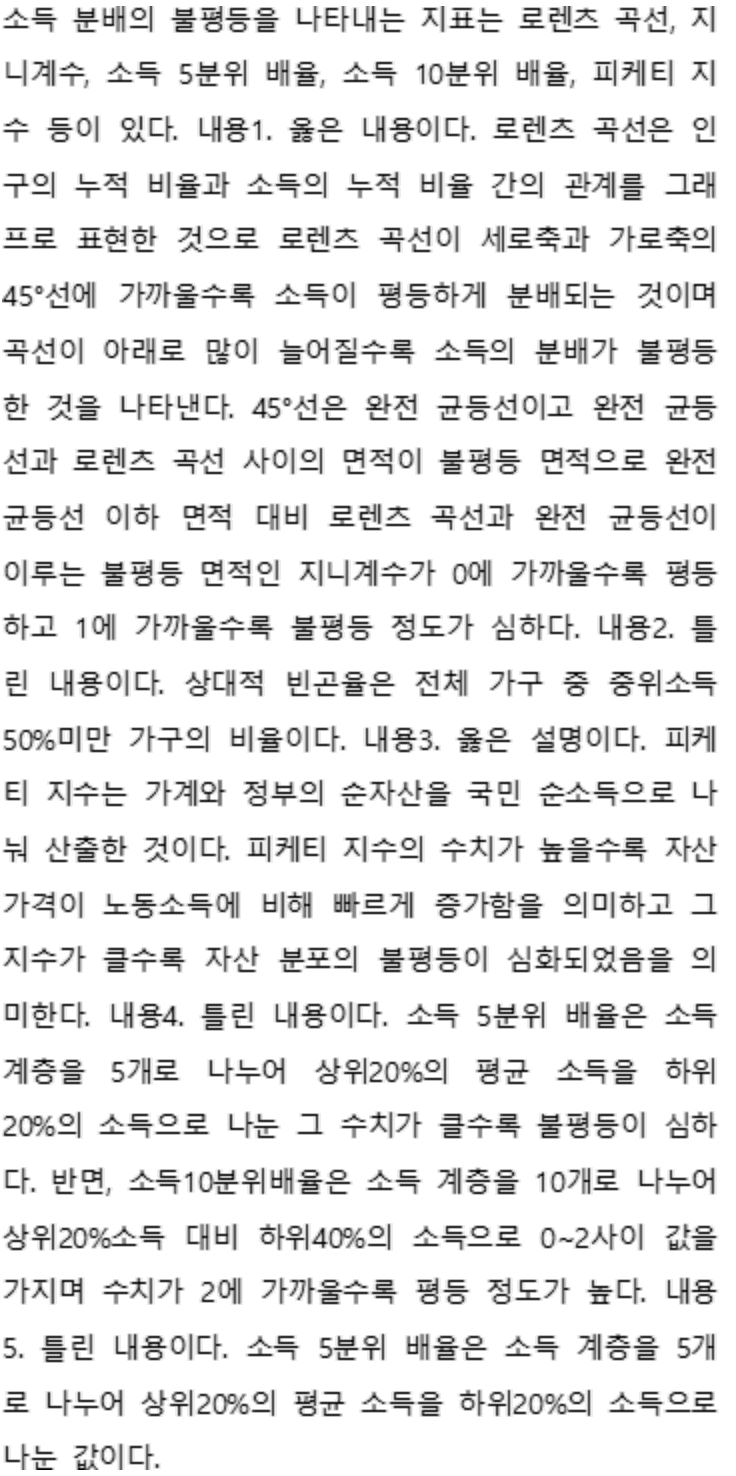 소득 분배의 불평등을 나타내는 지표는 로렌츠 곡선, 지
니계수, 소득 5분위 배율, 소득 10분위 배율, 피케티 지
수 등이 있다. 내용1. 옳은 내용이다. 로렌츠 곡선은 인
구의 누적 비율과 소득의 누적 비율 간의 관계를 그래
프로 표현한 것으로 로렌츠 곡선이 세로축과 가로축의
45°선에 가까울수록 소득이 평등하게 분배되는 것이며
곡선이 아래로 많이 늘어질수록 소득의 분배가 불평등
한 것을 나타낸다. 45°선은 완전 균등선이고 완전 균등
선과 로렌츠 곡선 사이의 면적이 불평등 면적으로 완전
균등선 이하 면적 대비 로렌츠 곡선과 완전 균등선이
이루는 불평등 면적인 지니계수가 0에 가까울수록 평등
하고 1에 가까울수록 불평등 정도가 심하다. 내용2. 틀
린 내용이다. 상대적 빈곤율은 전체 가구 중 중위소득
50%미만 가구의 비율이다. 내용3. 옳은 설명이다. 피케
티 지수는 가계와 정부의 순자산을 국민 순소득으로 나
눠 산출한 것이다. 피케티 지수의 수치가 높을수록 자산
가격이 노동소득에 비해 빠르게 증가함을 의미하고 그
지수가 클수록 자산 분포의 불평등이 심화되었음을 의
미한다. 내용4. 틀린 내용이다. 소득 5분위 배율은 소득
계층을 5개로 나누어 상위20%의 평균 소득을 하위
20%의 소득으로 나눈 그 수치가 클수록 불평등이 심하
다. 반면, 소득10분위배율은 소득 계층을 10개로 나누어
상위20%소득 대비 하위40%의 소득으로 0~2사이 값을
가지며 수치가 2에 가까울수록 평등 정도가 높다. 내용
5. 틀린 내용이다. 소득 5분위 배율은 소득 계층을 5개
로 나누어 상위20%의 평균 소득을 하위20%의 소득으로
나눈 값이다.